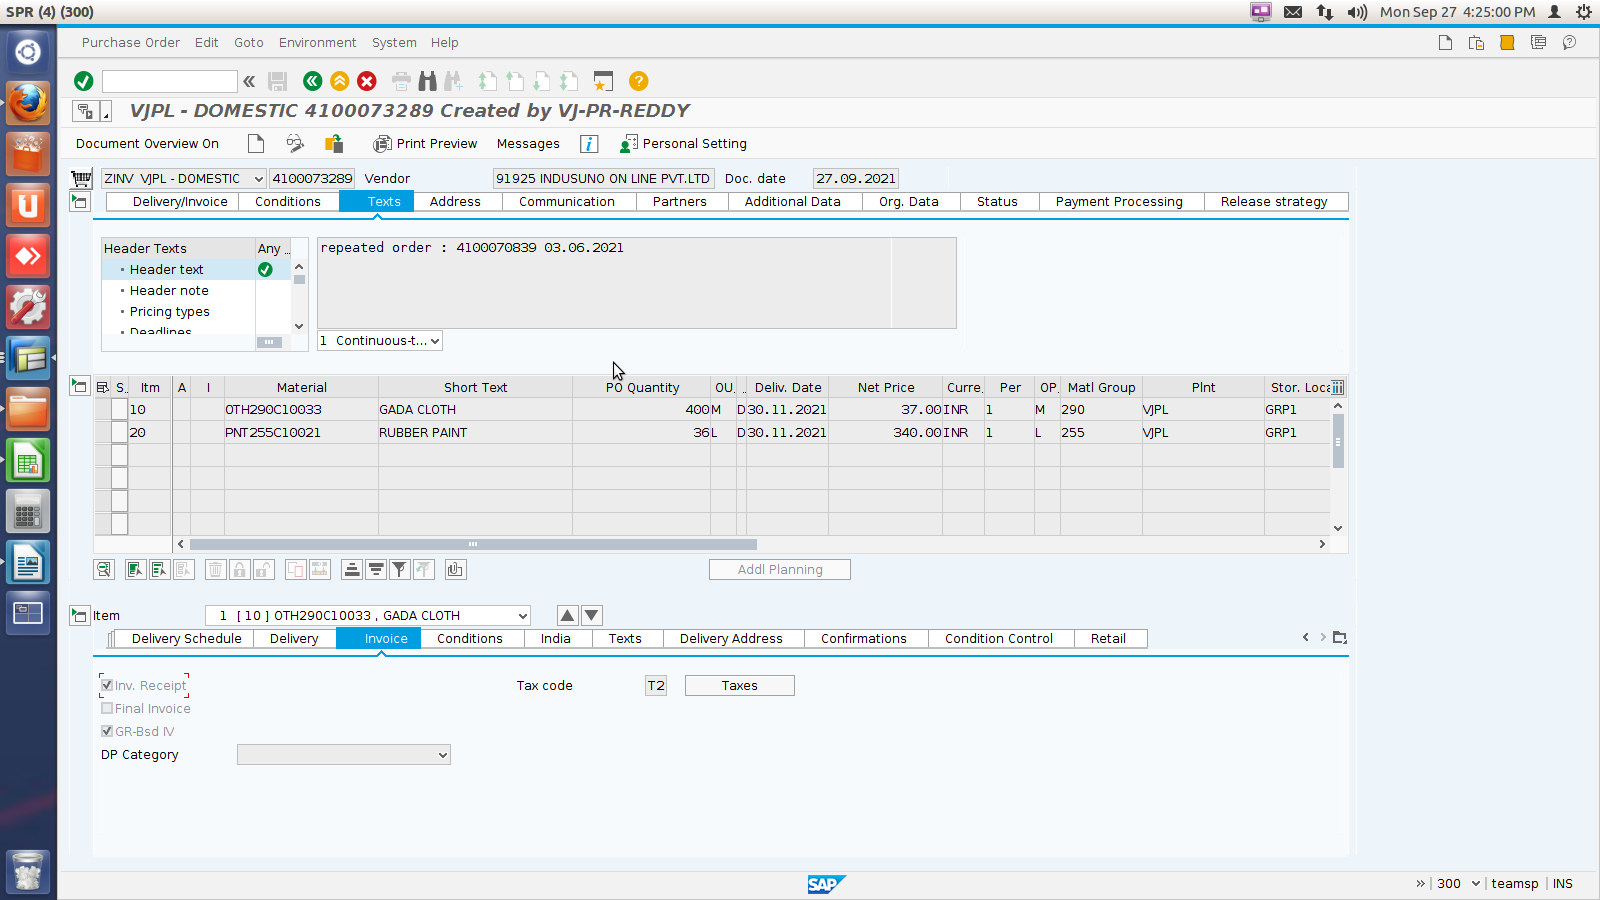 SPR (4) (300)
Mon Sep 27 4:25:00 PM
Purchase Order Edit Goto Environment System Help
VJPL - DOMESTIC 4100073289 Created by VJ-PR-REDDY
Document Overview On Print Preview Messages Personal Setting
ZINV VJPL - DOMESTIC 4100073289 Vendor 91925 INDUSUNO ON LINE PVT.LTD Doc. date 27.09.2021
Delivery/Invoice Conditions Texts Address Communication Partners Additional Data Org. Data Status Payment Processing Release strategy
Header Texts Any ..
Header text
Header note
Pricing types
Deadlines
repeated order : 4100070839 03.06.2021
1 Continuous-t...
S.. Itm A I Material Short Text PO Quantity OU.. .. Deliv. Date Net Price Curre.. Per OP.. Matl Group Plnt Stor. Loca
10 OTH290C10033 GADA CLOTH 400 M D 30.11.2021 37.00 INR 1 M 290 VJPL GRP1
20 PNT255C10021 RUBBER PAINT 36 L D 30.11.2021 340.00 INR 1 L 255 VJPL GRP1
Addl Planning
Item 1 [ 10 ] OTH290C10033 , GADA CLOTH
Delivery Schedule Delivery Invoice Conditions India Texts Delivery Address Confirmations Condition Control Retail
Inv. Receipt Tax code T2 Taxes
Final Invoice
GR-Bsd IV
DP Category
SAP
300 teamsp INS